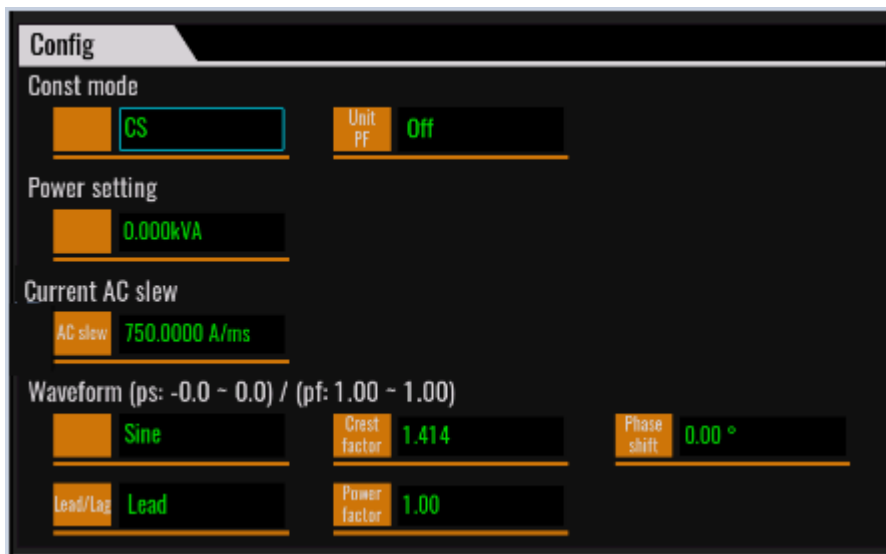 Config
Const mode
CS
Unit PF
Off
Power setting
0.000kVA
Current AC slew
AC slew
750.0000 A/ms
Waveform (ps: -0.0 ~ 0.0) / (pf: 1.00 ~ 1.00)
Sine
Crest factor
1.414
Phase shift
0.00 °
Lead/Lag
Lead
Power factor
1.00